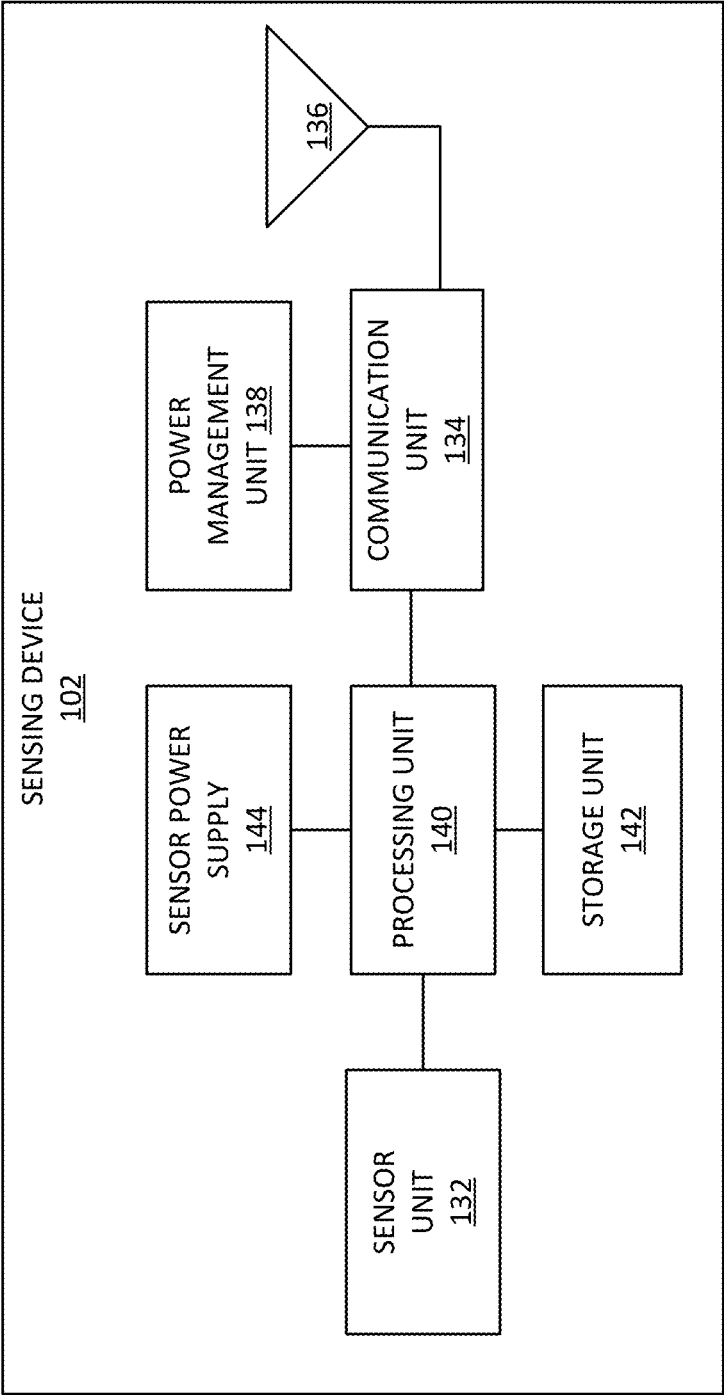 SENSING DEVICE
102
SENSOR POWER
SUPPLY
144
POWER
MANAGEMENT
UNIT 138
136
SENSOR
UNIT
132
PROCESSING UNIT
140
COMMUNICATION
UNIT
134
STORAGE UNIT
142